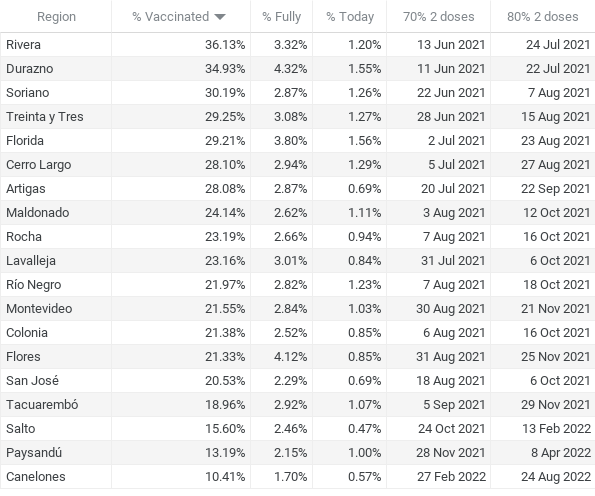 Region % Vaccinated % Fully % Today 70% 2 doses 80% 2 doses
Rivera 36.13% 3.32% 1.20% 13 Jun 2021 24 Jul 2021
Durazno 34.93% 4.32% 1.55% 11 Jun 2021 22 Jul 2021
Soriano 30.19% 2.87% 1.26% 22 Jun 2021 7 Aug 2021
Treinta y Tres 29.25% 3.08% 1.27% 28 Jun 2021 15 Aug 2021
Florida 29.21% 3.80% 1.56% 2 Jul 2021 23 Aug 2021
Cerro Largo 28.10% 2.94% 1.29% 5 Jul 2021 27 Aug 2021
Artigas 28.08% 2.87% 0.69% 20 Jul 2021 22 Sep 2021
Maldonado 24.14% 2.62% 1.11% 3 Aug 2021 12 Oct 2021
Rocha 23.19% 2.66% 0.94% 7 Aug 2021 16 Oct 2021
Lavalleja 23.16% 3.01% 0.84% 31 Jul 2021 6 Oct 2021
Río Negro 21.97% 2.82% 1.23% 7 Aug 2021 18 Oct 2021
Montevideo 21.55% 2.84% 1.03% 30 Aug 2021 21 Nov 2021
Colonia 21.38% 2.52% 0.85% 6 Aug 2021 16 Oct 2021
Flores 21.33% 4.12% 0.85% 31 Aug 2021 25 Nov 2021
San José 20.53% 2.29% 0.69% 18 Aug 2021 6 Oct 2021
Tacuarembó 18.96% 2.92% 1.07% 5 Sep 2021 29 Nov 2021
Salto 15.60% 2.46% 0.47% 24 Oct 2021 13 Feb 2022
Paysandú 13.19% 2.15% 1.00% 28 Nov 2021 8 Apr 2022
Canelones 10.41% 1.70% 0.57% 27 Feb 2022 24 Aug 2022